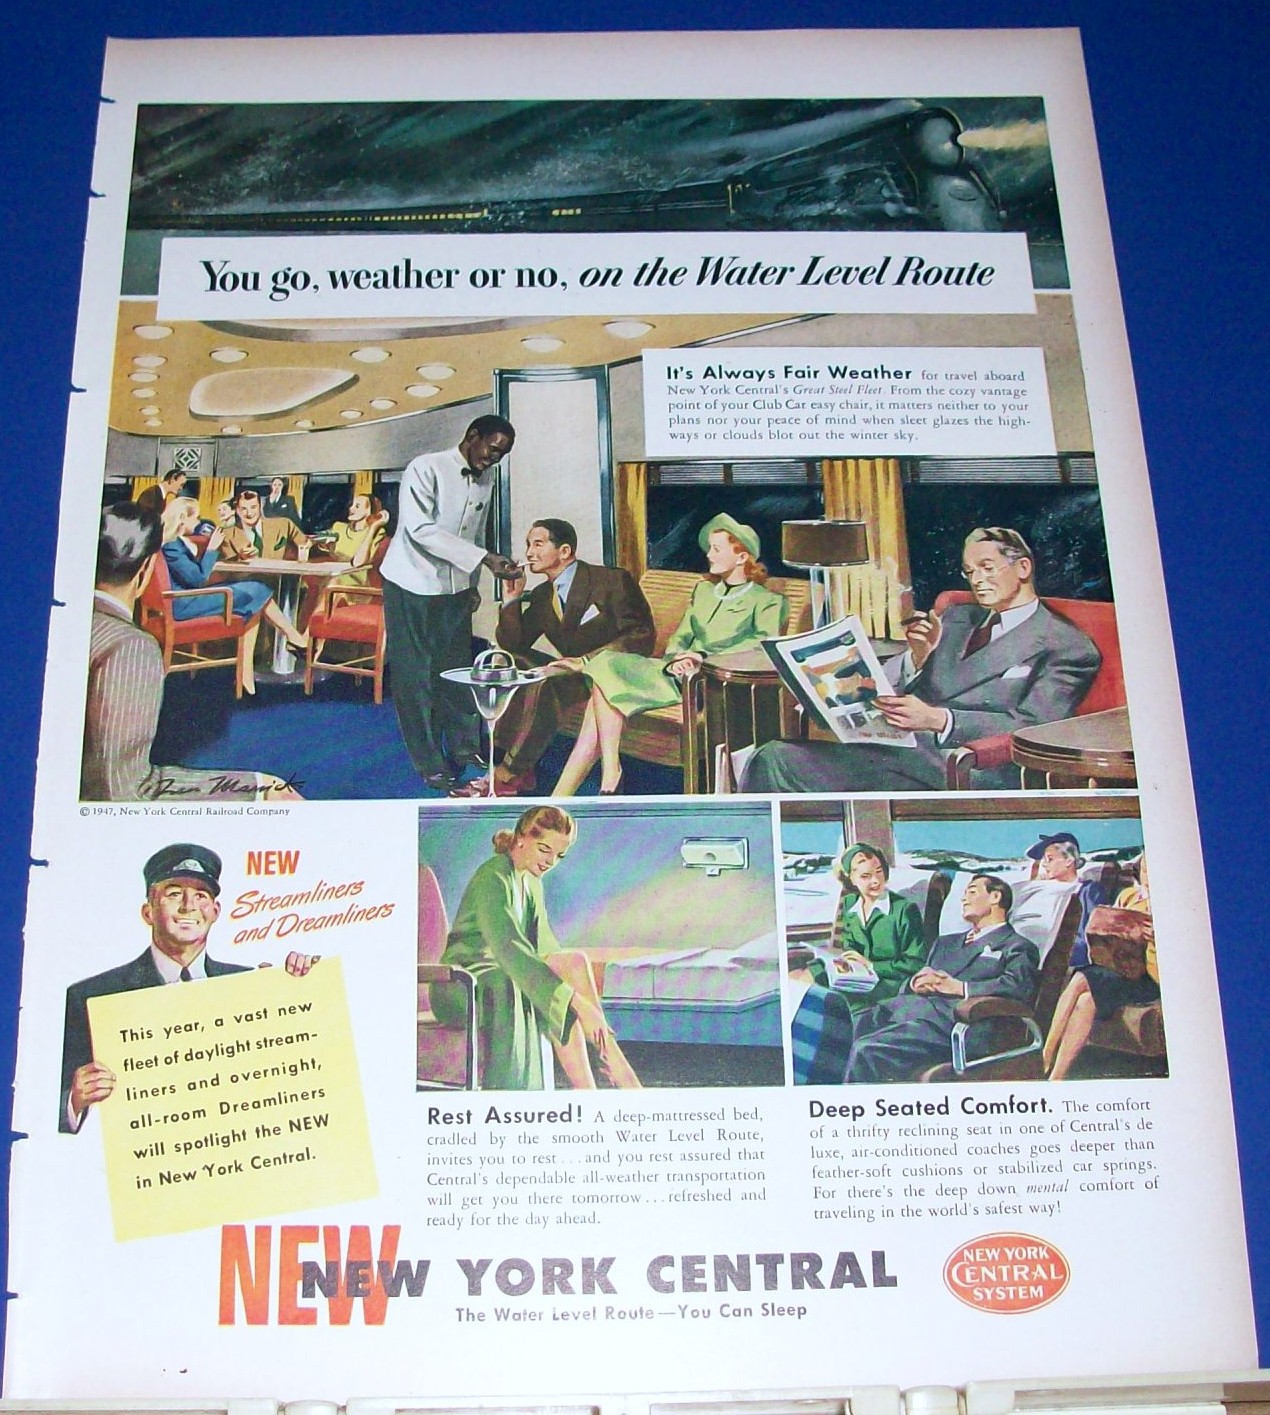 You go, weather or no, on the Water Level Route
It's Always Fair Weather for travel aboard
New York Central's Great Steel Fleet. From the cozy vantage
point of your Club Car easy chair, it matters neither to your
plans nor your peace of mind when sleet glazes the high-
ways or clouds blot out the winter sky.
© 1947, New York Central Railroad Company
NEW
Streamliners
and Dreamliners
This year, a vast new
fleet of daylight stream-
liners and overnight,
all-room Dreamliners
will spotlight the NEW
in New York Central.
Rest Assured! A deep-mattressed bed,
cradled by the smooth Water Level Route,
invites you to rest . . . and you rest assured that
Central's dependable all-weather transportation
will get you there tomorrow . . . refreshed and
ready for the day ahead.
Deep Seated Comfort. The comfort
of a thrifty reclining seat in one of Central's de
luxe, air-conditioned coaches goes deeper than
feather-soft cushions or stabilized car springs.
For there's the deep down mental comfort of
traveling in the world's safest way!
NEW
NEW YORK CENTRAL
The Water Level Route—You Can Sleep
NEW YORK
CENTRAL
SYSTEM